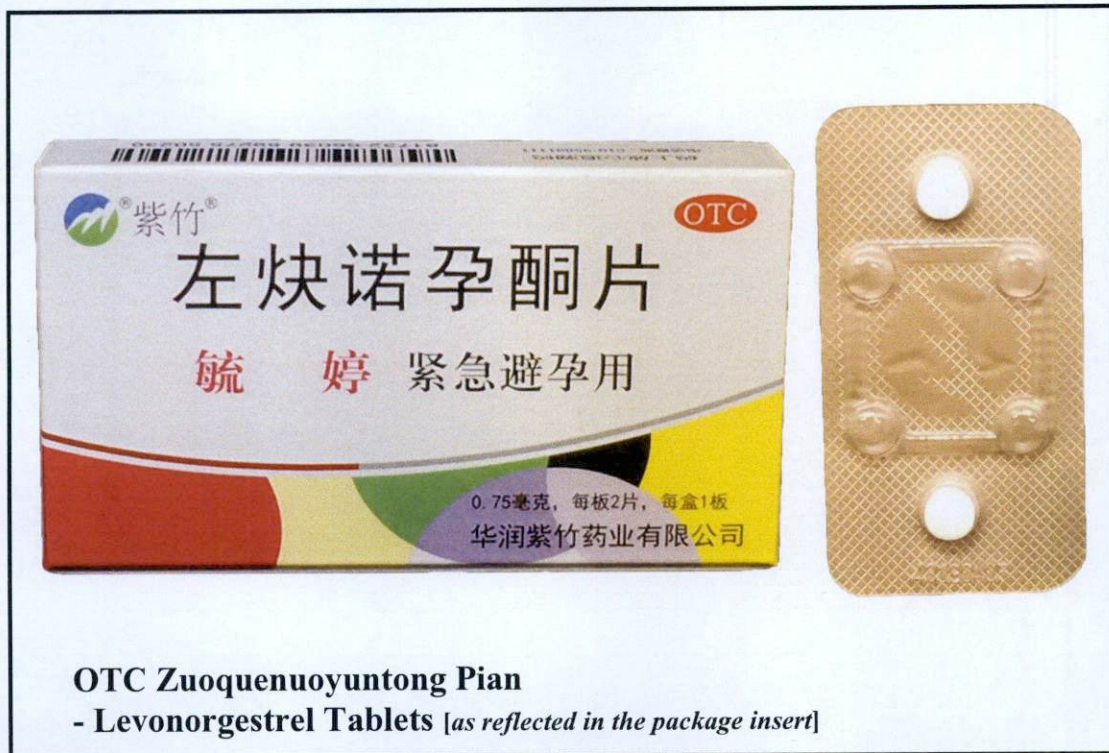 ®紫竹®
OTC
左炔诺孕酮片
毓 婷 紧急避孕用
0.75毫克, 每板2片, 每盒1板
华润紫竹药业有限公司
OTC Zuoquenuoyuntong Pian
- Levonorgestrel Tablets [as reflected in the package insert]